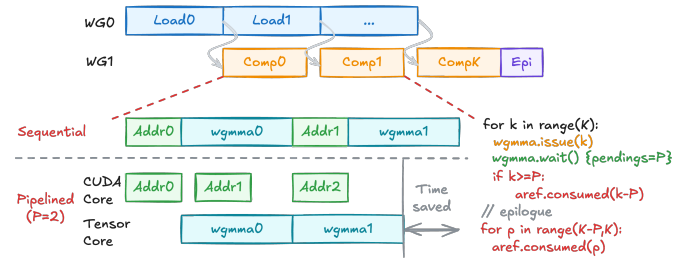 WG0
Load0
Load1
...
WG1
Comp0
Comp1
CompK
Epi
Sequential
Addr0
wgmma0
Addr1
wgmma1
Pipelined
(P=2)
CUDA
Core
Addr0
Addr1
Addr2
Tensor
Core
wgmma0
wgmma1
Time
saved
for k in range(K):
wgmma.issue(k)
wgmma.wait() {pendings=P}
if k>=P:
aref.consumed(k-P)
// epilogue
for p in range(K-P,K):
aref.consumed(p)